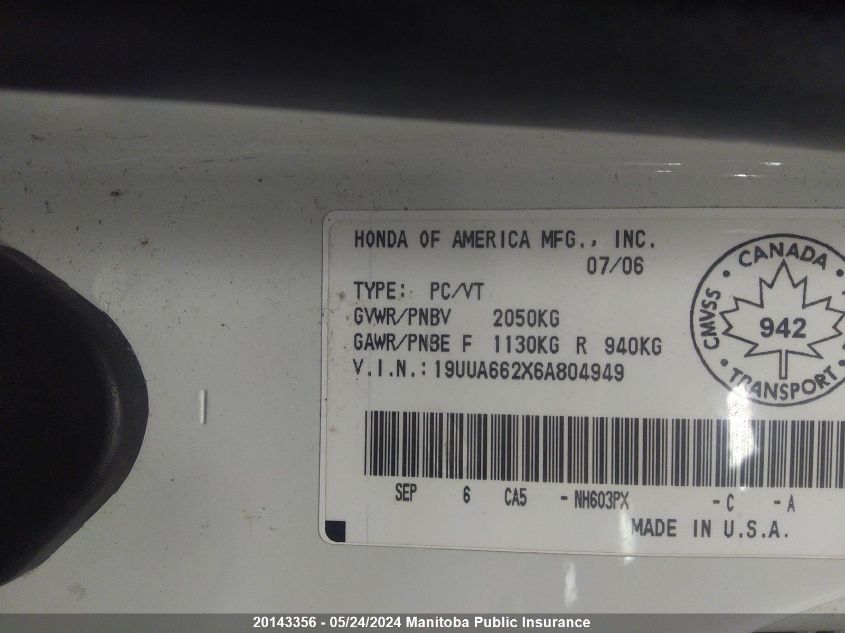 HONDA OF AMERICA MFG., INC.
07/06
TYPE: PC/VT
GVWR/PNBV 2050KG
GAWR/PNBE F 1130KG R 940KG
V.I.N.: 19UUA662X6A804949
CANADA
CMVSS
942
TRANSPORT
SEP 6 CA5 -NH603PX -C -A
MADE IN U.S.A.
20143356 - 05/24/2024 Manitoba Public Insurance